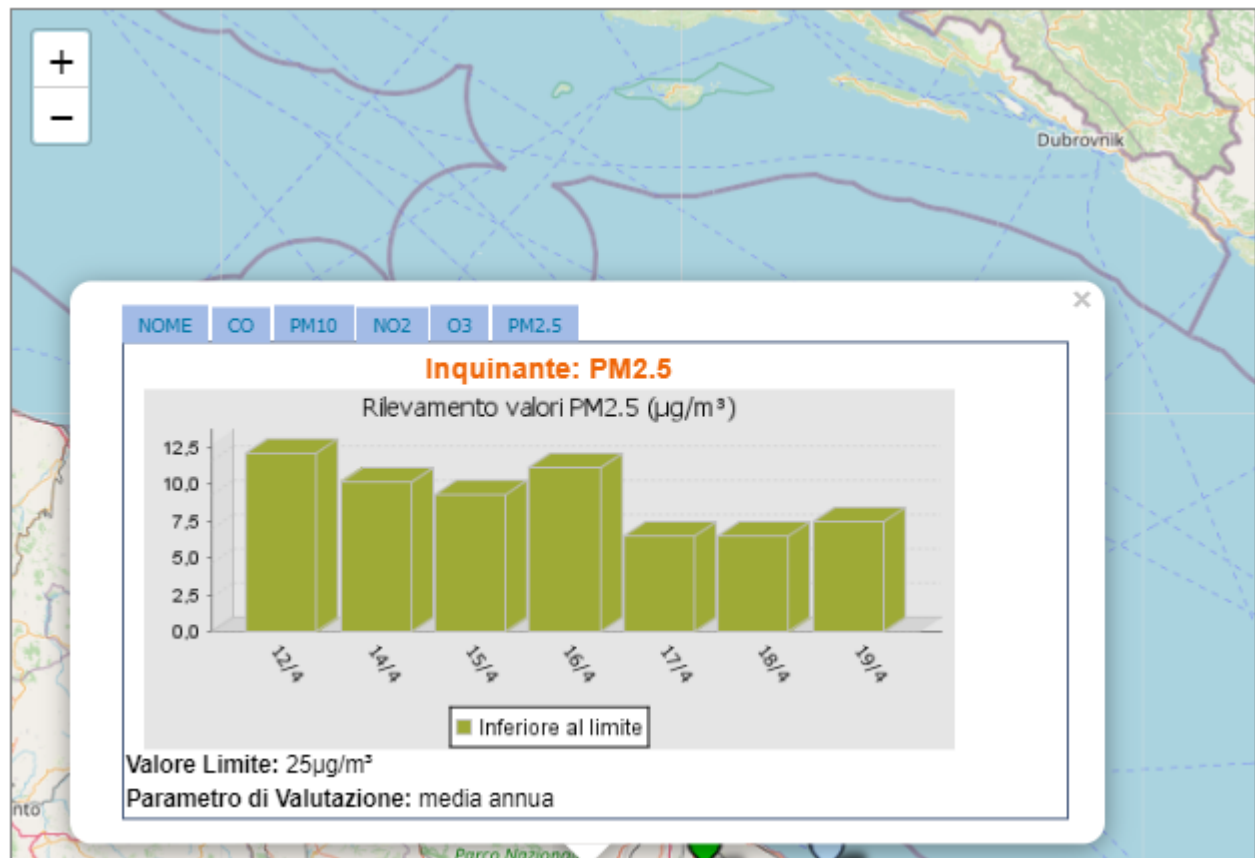 +
−
Dubrovnik
×
NOME CO PM10 NO2 O3 PM2.5
Inquinante: PM2.5
Rilevamento valori PM2.5 (µg/m³)
12,5
10,0
7,5
5,0
2,5
0,0
12/4 14/4 15/4 16/4 17/4 18/4 19/4
Inferiore al limite
Valore Limite: 25µg/m³
Parametro di Valutazione: media annua
nto
Parco Naziona